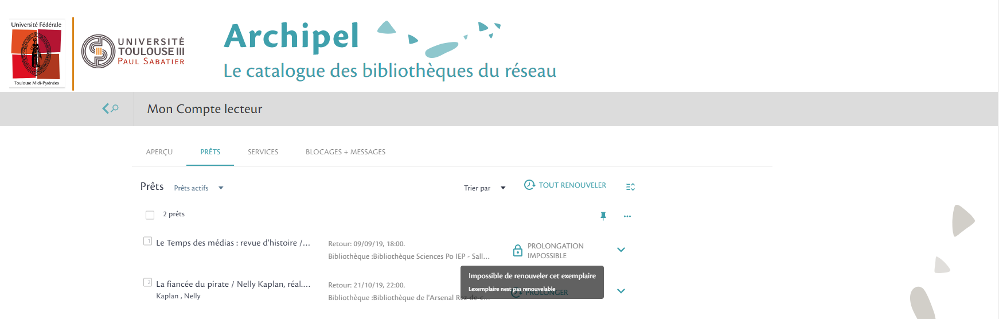 Université Fédérale
Toulouse Midi-Pyrénées
UNIVERSITÉ
TOULOUSE III
PAUL SABATIER
Archipel
Le catalogue des bibliothèques du réseau
Mon Compte lecteur
APERÇU PRÊTS SERVICES BLOCAGES + MESSAGES
Prêts Prêts actifs Trier par TOUT RENOUVELER
2 prêts
1 Le Temps des médias : revue d'histoire /...
Retour: 09/09/19, 18:00.
Bibliothèque :Bibliothèque Sciences Po IEP - Sall...
PROLONGATION
IMPOSSIBLE
Impossible de renouveler cet exemplaire
Lexemplaire nest pas renouvelable
2 La fiancée du pirate / Nelly Kaplan, réal....
Kaplan , Nelly
Retour: 21/10/19, 22:00.
Bibliothèque :Bibliothèque de l'Arsenal Rez-de-c...
PROLONGER